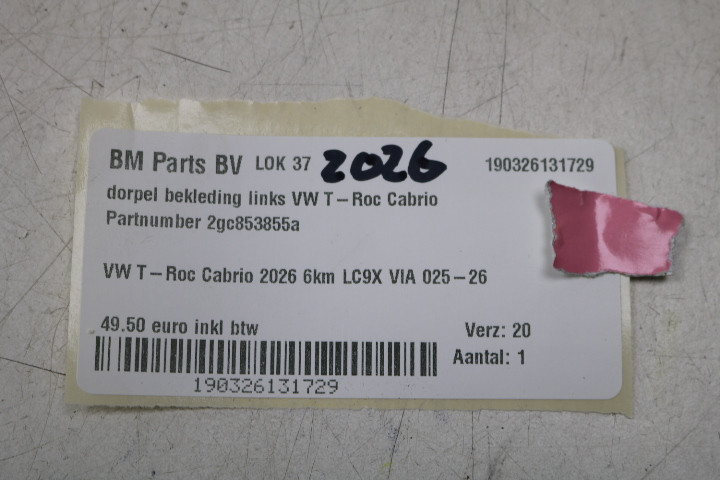 BM Parts BV LOK 37 2026 190326131729
dorpel bekleding links VW T-Roc Cabrio
Partnumber 2gc853855a
VW T-Roc Cabrio 2026 6km LC9X VIA 025-26
49.50 euro inkl btw Verz: 20
Aantal: 1
190326131729